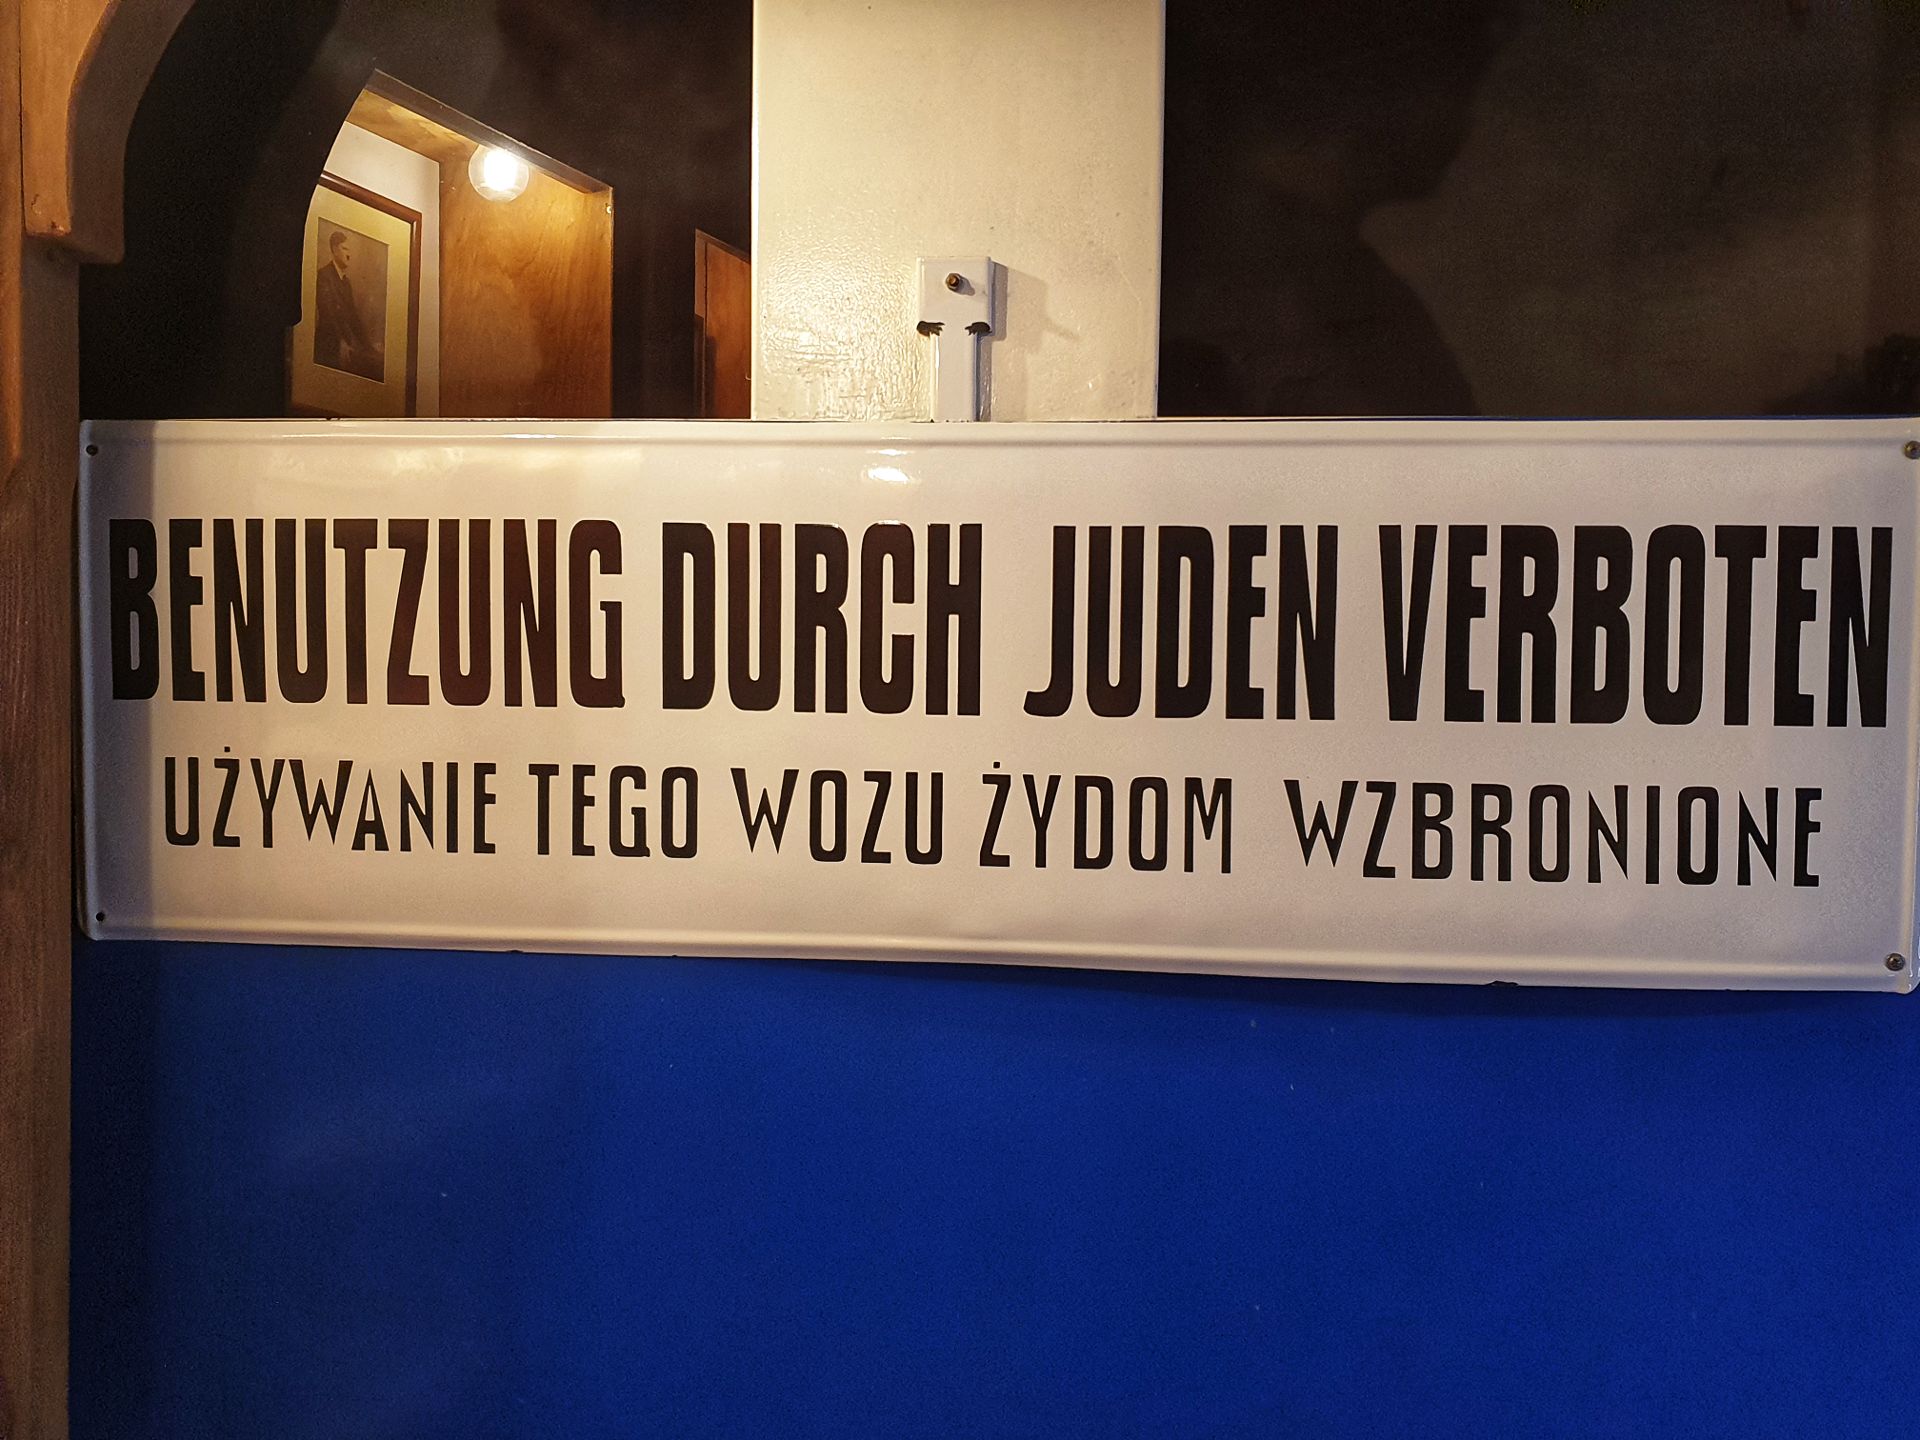 BENUTZUNG DURCH JUDEN VERBOTEN
UŻYWANIE TEGO WOZU ŻYDOM WZBRONIONE